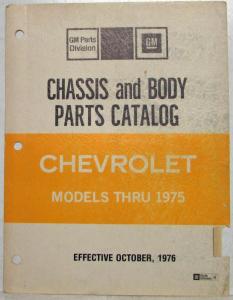 GM Parts
Division
GM
CHASSIS and BODY
PARTS CATALOG
CHEVROLET
MODELS THRU 1975
EFFECTIVE OCTOBER, 1976